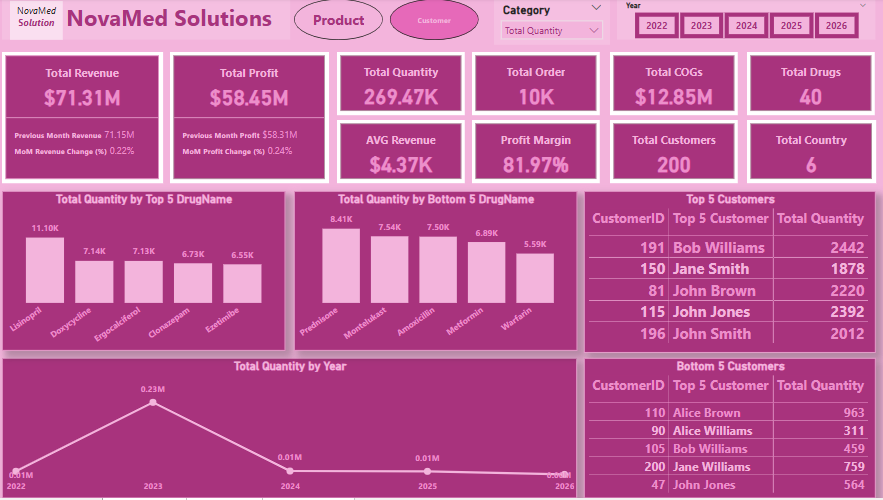 NovaMed
Solution
NovaMed Solutions
Product
Customer
Category
Total Quantity
Year
2022 2023 2024 2025 2026
Total Revenue
$71.31M
Previous Month Revenue 71.15M
MoM Revenue Change (%) 0.22%
Total Profit
$58.45M
Previous Month Profit $58.31M
MoM Profit Change (%) 0.24%
Total Quantity
269.47K
Total Order
10K
Total COGs
$12.85M
Total Drugs
40
AVG Revenue
$4.37K
Profit Margin
81.97%
Total Customers
200
Total Country
6
Total Quantity by Top 5 DrugName
11.10K
7.14K
7.13K
6.73K
6.55K
Lisinopril
Doxycycline
Ergocalciferol
Clonazepam
Ezetimibe
Total Quantity by Bottom 5 DrugName
8.41K
7.54K
7.50K
6.89K
5.59K
Prednisone
Montelukast
Amoxicillin
Metformin
Warfarin
Top 5 Customers
CustomerID Top 5 Customer Total Quantity
191 Bob Williams 2442
150 Jane Smith 1878
81 John Brown 2220
115 John Jones 2392
196 John Smith 2012
Total Quantity by Year
0.01M
0.23M
0.01M
0.01M
2022 2023 2024 2025 2026
Bottom 5 Customers
CustomerID Top 5 Customer Total Quantity
110 Alice Brown 963
90 Alice Williams 311
105 Bob Williams 459
200 Jane Williams 759
47 John Jones 564